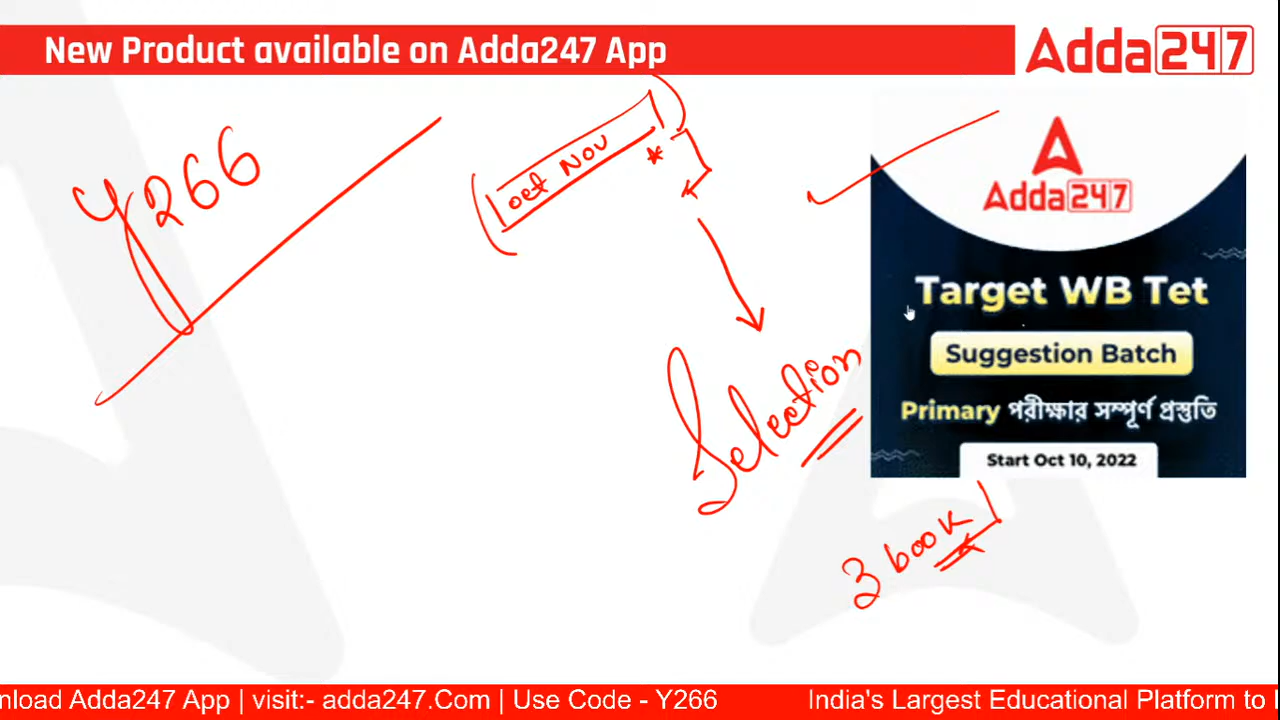 New Product available on Adda247 App
Adda247
Y266
oct Nov
*
Adda247
Target WB Tet
Suggestion Batch
Primary পরীক্ষার সম্পূর্ণ প্রস্তুতি
Start Oct 10, 2022
Selection
3 book
nload Adda247 App | visit:- adda247.Com | Use Code - Y266
India's Largest Educational Platform to